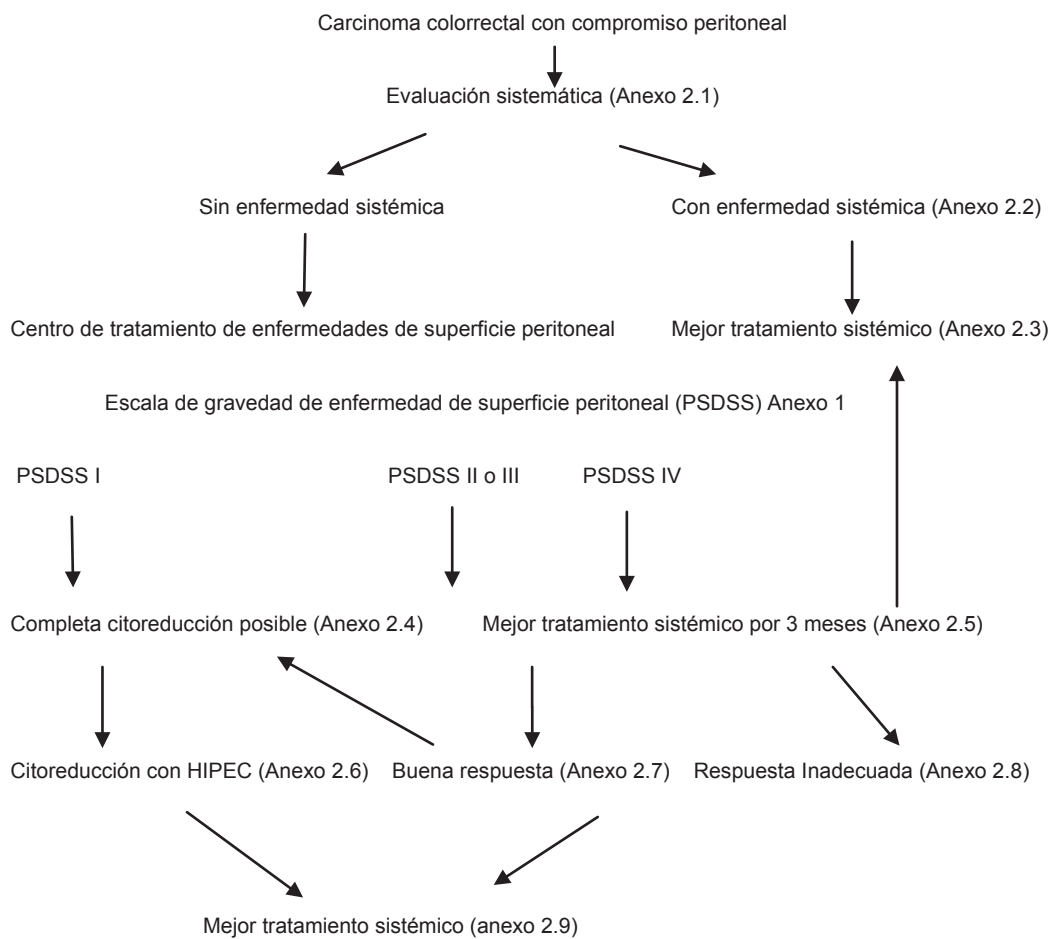 Carcinoma colorrectal con compromiso peritoneal
Evaluación sistemática (Anexo 2.1)
Sin enfermedad sistémica
Con enfermedad sistémica (Anexo 2.2)
Centro de tratamiento de enfermedades de superficie peritoneal
Mejor tratamiento sistémico (Anexo 2.3)
Escala de gravedad de enfermedad de superficie peritoneal (PSDSS) Anexo 1
PSDSS I
PSDSS II o III
PSDSS IV
Completa citoreducción posible (Anexo 2.4)
Mejor tratamiento sistémico por 3 meses (Anexo 2.5)
Citoreducción con HIPEC (Anexo 2.6)
Buena respuesta (Anexo 2.7)
Respuesta Inadecuada (Anexo 2.8)
Mejor tratamiento sistémico (anexo 2.9)